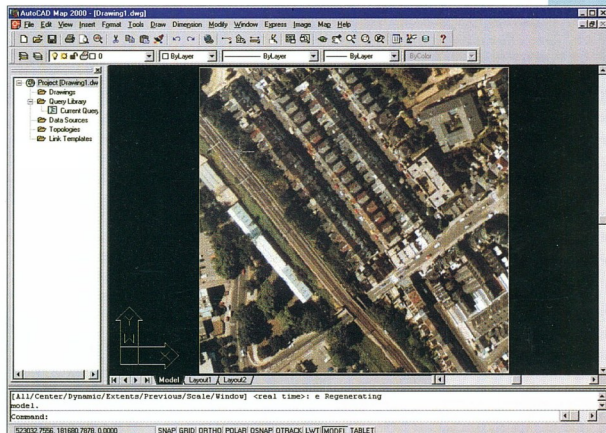 AutoCAD Map 2000 - [Drawing1.dwg]
File Edit View Insert Format Tools Draw Dimension Modify Window Express Image Map Help
0 ByLayer ByLayer ByLayer ByColor
Project [Drawing1.dw
Drawings
Query Library
Current Query
Data Sources
Topologies
Link Templates
W
X
Model Layout1 Layout2
[All/Center/Dynamic/Extents/Previous/Scale/Window] <real time>: e Regenerating
model.
Command:
523032.7556, 181680.7878, 0.0000 SNAP GRID ORTHO POLAR OSNAP OTRACK LWT MODEL TABLET